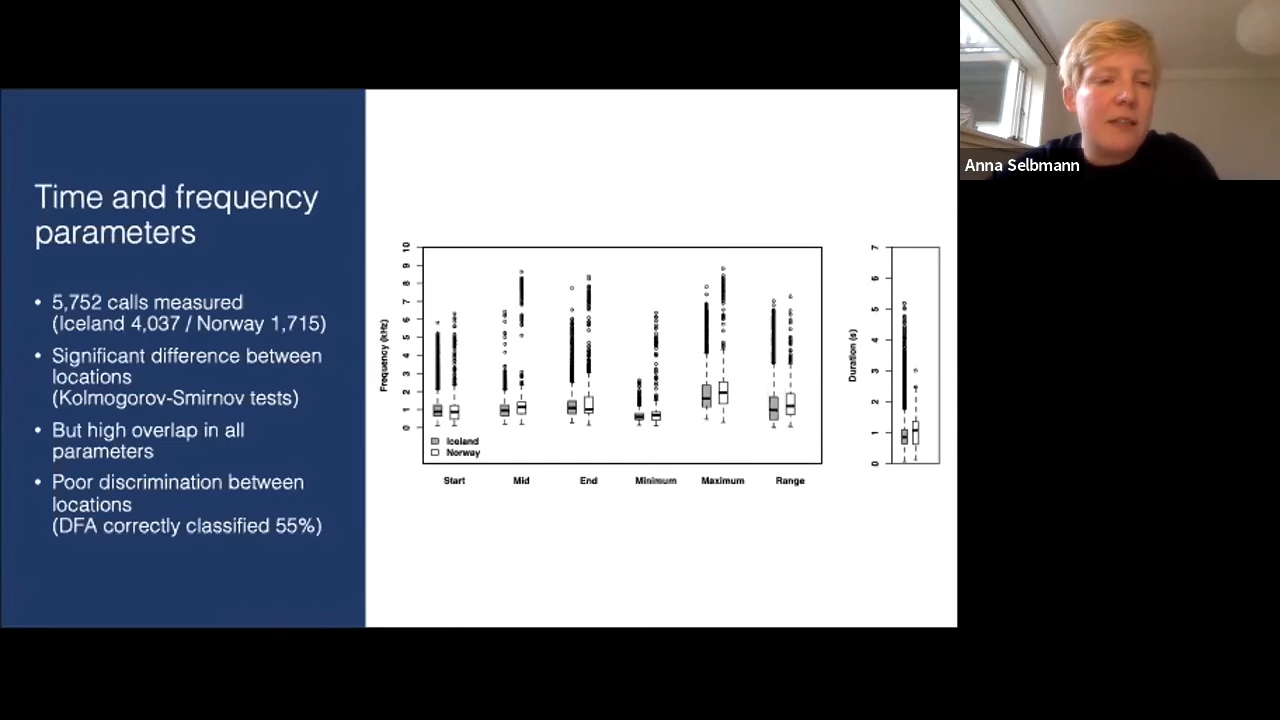 Time and frequency
parameters
• 5,752 calls measured
(Iceland 4,037 / Norway 1,715)
• Significant difference between
locations
(Kolmogorov-Smirnov tests)
• But high overlap in all
parameters
• Poor discrimination between
locations
(DFA correctly classified 55%)
Frequency (kHz)
10
9
8
7
6
5
4
3
2
1
0
Iceland
Norway
Start Mid End Minimum Maximum Range
Duration (s)
7
6
5
4
3
2
1
0
Anna Selbmann